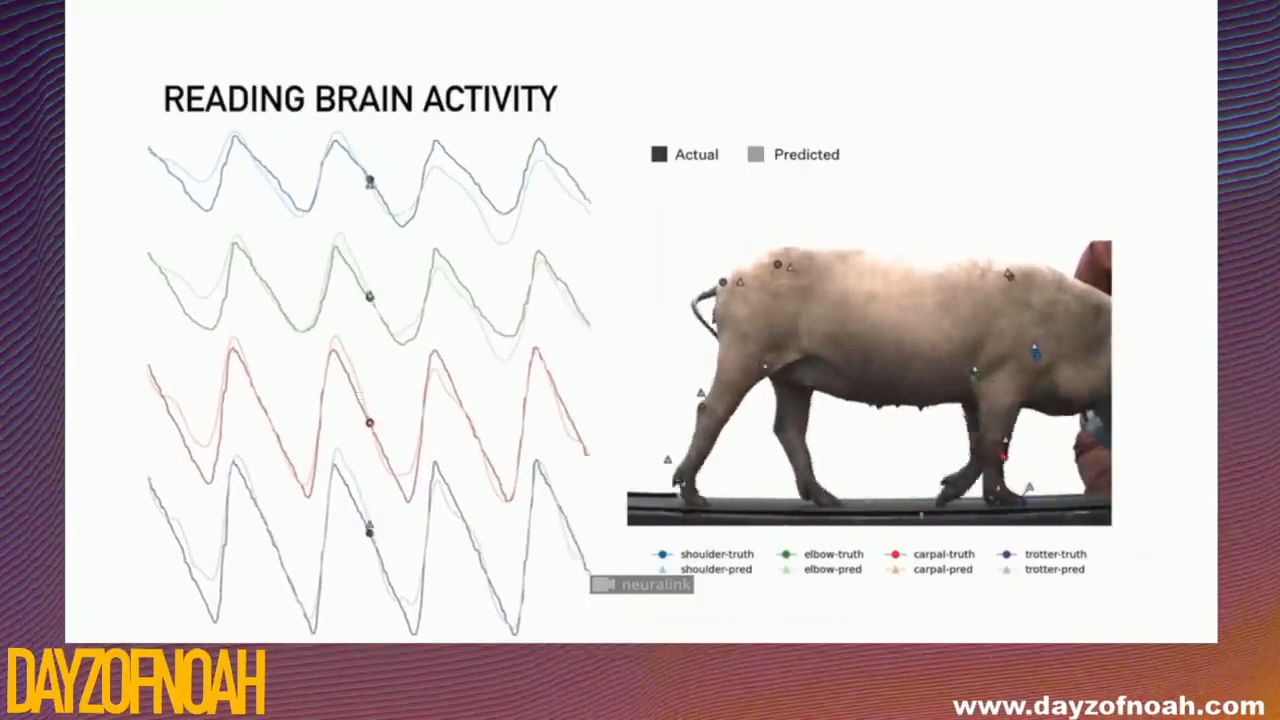 READING BRAIN ACTIVITY
Actual Predicted
shoulder-truth elbow-truth carpal-truth trotter-truth
shoulder-pred elbow-pred carpal-pred trotter-pred
neuralink
DAYZOFNOAH
www.dayzofnoah.com